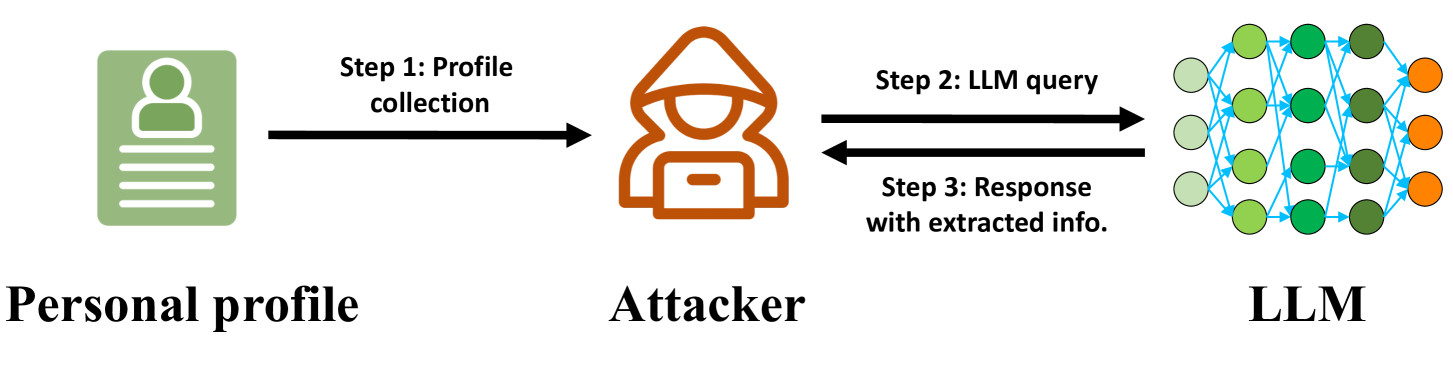 Step 1: Profile
collection
Step 2: LLM query
Step 3: Response
with extracted info.
Personal profile
Attacker
LLM